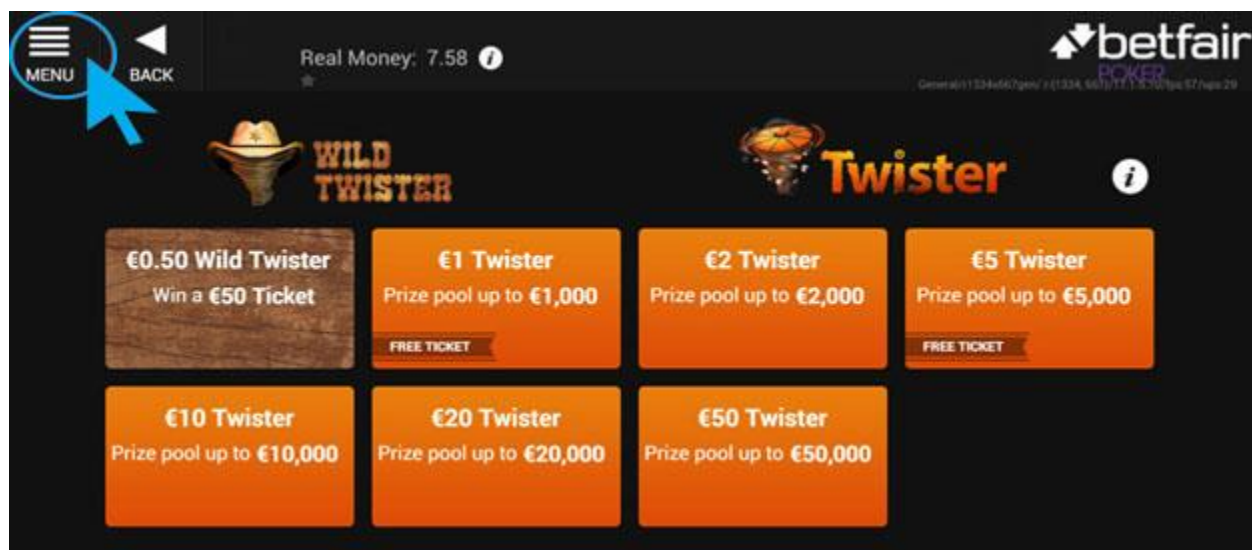 MENU
BACK
Real Money: 7.58 i
betfair
POKER
WILD
TWISTER
Twister
i
€0.50 Wild Twister
Win a €50 Ticket
€1 Twister
Prize pool up to €1,000
FREE TICKET
€2 Twister
Prize pool up to €2,000
€5 Twister
Prize pool up to €5,000
FREE TICKET
€10 Twister
Prize pool up to €10,000
€20 Twister
Prize pool up to €20,000
€50 Twister
Prize pool up to €50,000